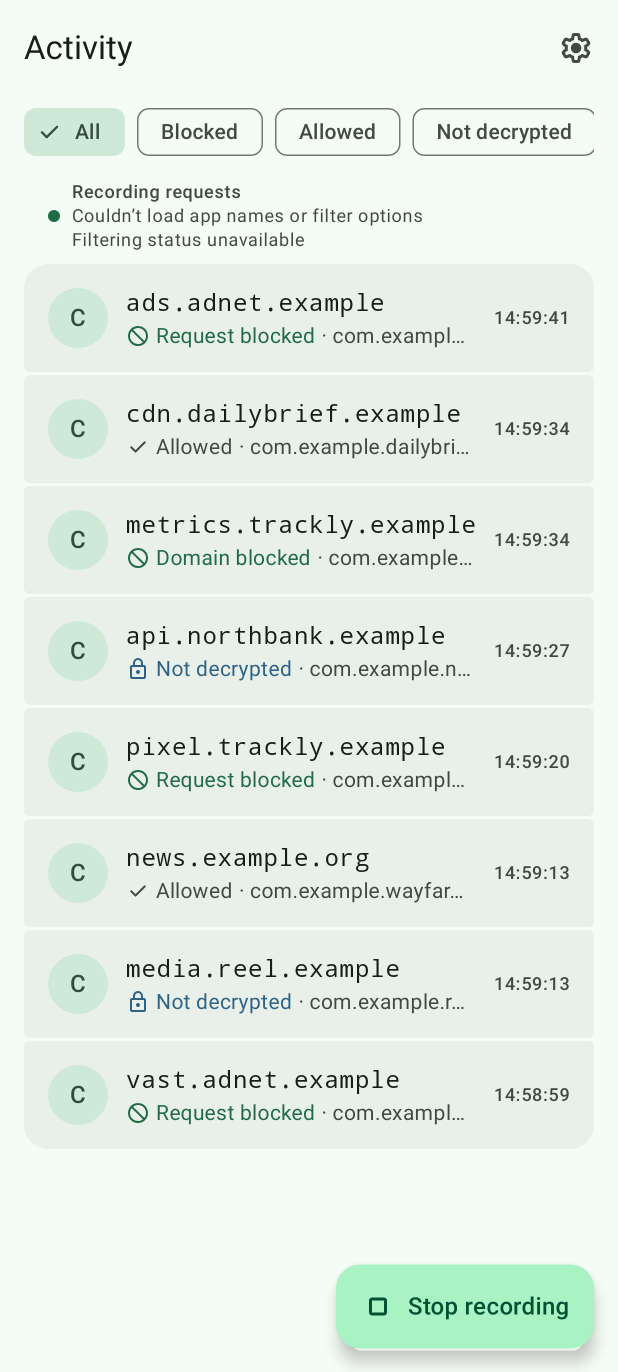 Activity
All
Blocked
Allowed
Not decrypted
Recording requests
Couldn’t load app names or filter options
Filtering status unavailable
C
ads.adnet.example
Request blocked · com.exampl…
14:59:41
C
cdn.dailybrief.example
Allowed · com.example.dailybri…
14:59:34
C
metrics.trackly.example
Domain blocked · com.example…
14:59:34
C
api.northbank.example
Not decrypted · com.example.n…
14:59:27
C
pixel.trackly.example
Request blocked · com.exampl…
14:59:20
C
news.example.org
Allowed · com.example.wayfar…
14:59:13
C
media.reel.example
Not decrypted · com.example.r…
14:59:13
C
vast.adnet.example
Request blocked · com.exampl…
14:58:59
Stop recording